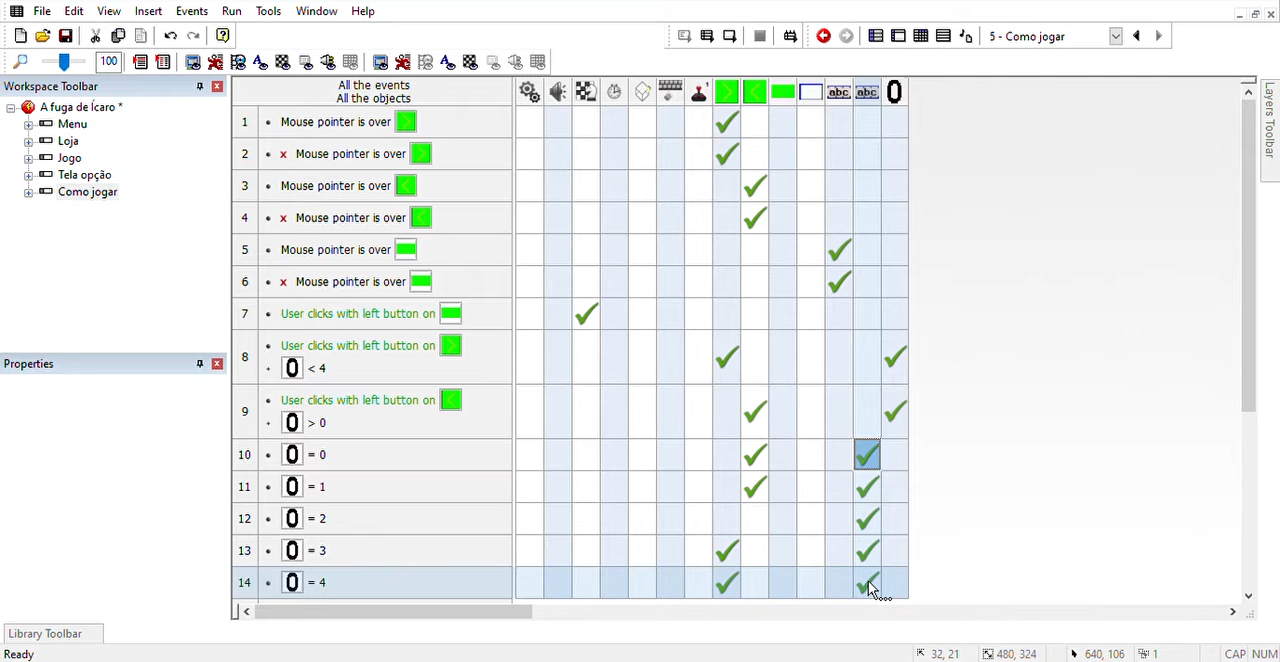 File Edit View Insert Events Run Tools Window Help
5 - Como jogar
100
Workspace Toolbar
A fuga de Ícaro *
Menu
Loja
Jogo
Tela opção
Como jogar
Properties
Library Toolbar
Layers Toolbar
All the events
All the objects
abc abc 0
1 Mouse pointer is over >
2 x Mouse pointer is over >
3 Mouse pointer is over <
4 x Mouse pointer is over <
5 Mouse pointer is over
6 x Mouse pointer is over
7 User clicks with left button on
8 User clicks with left button on >
0 < 4
9 User clicks with left button on <
0 > 0
10 0 = 0
11 0 = 1
12 0 = 2
13 0 = 3
14 0 = 4
Ready
32, 21 480, 324 640, 106 1 CAP NUM